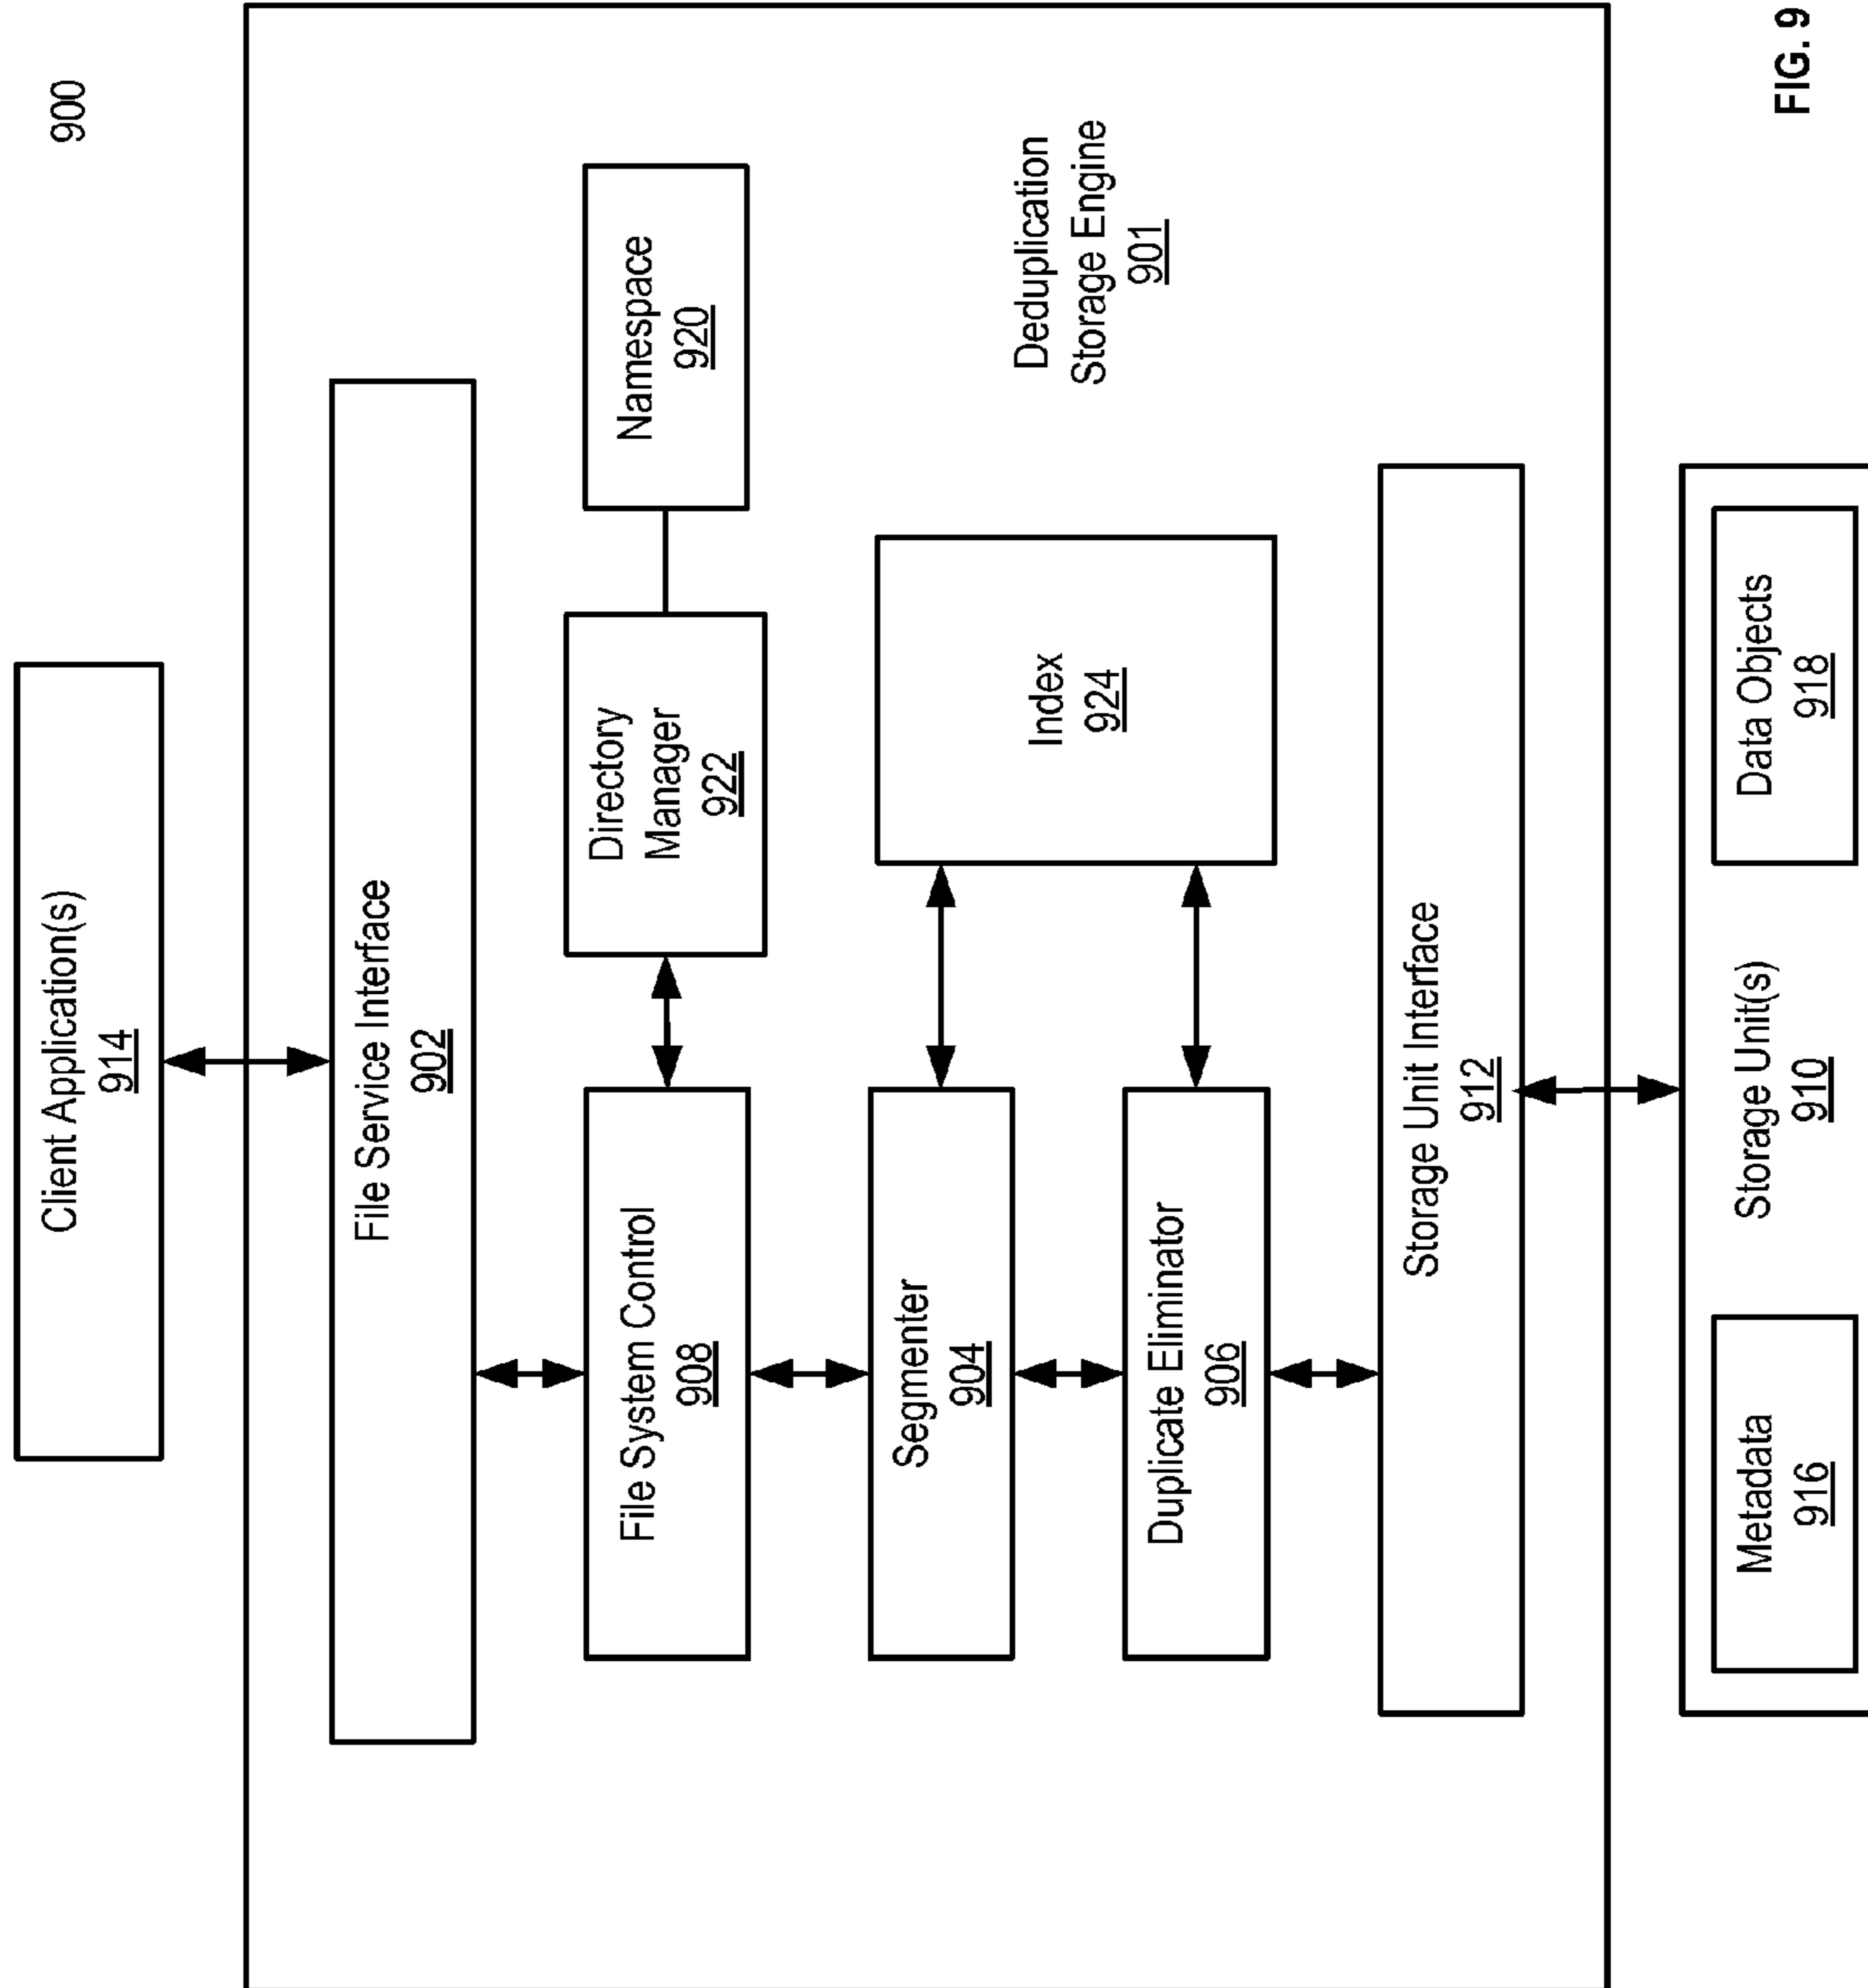 900
Client Application(s)
914
File Service Interface
902
File System Control
908
Directory
Manager
922
Namespace
920
Segmenter
904
Index
924
Duplicate Eliminator
906
Deduplication
Storage Engine
901
Storage Unit Interface
912
Metadata
916
Storage Unit(s)
910
Data Objects
918
FIG. 9